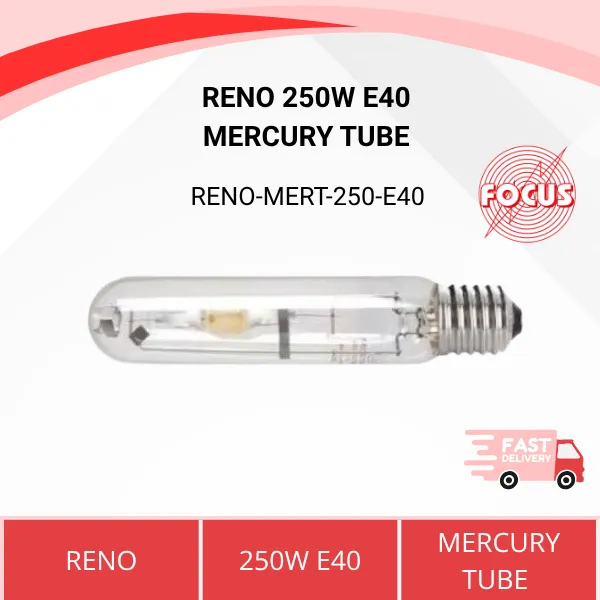 RENO 250W E40
MERCURY TUBE
RENO-MERT-250-E40
FOCUS
FAST
DELIVERY
RENO
250W E40
MERCURY
TUBE